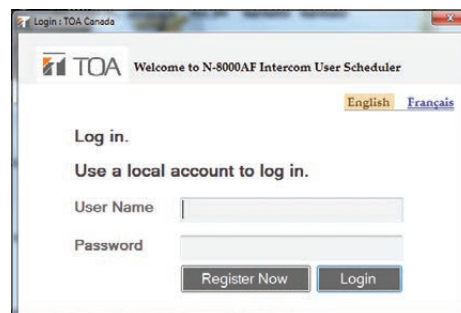 Login : TOA Canada
TOA Welcome to N-8000AF Intercom User Scheduler
English Français
Log in.
Use a local account to log in.
User Name
Password
Register Now Login